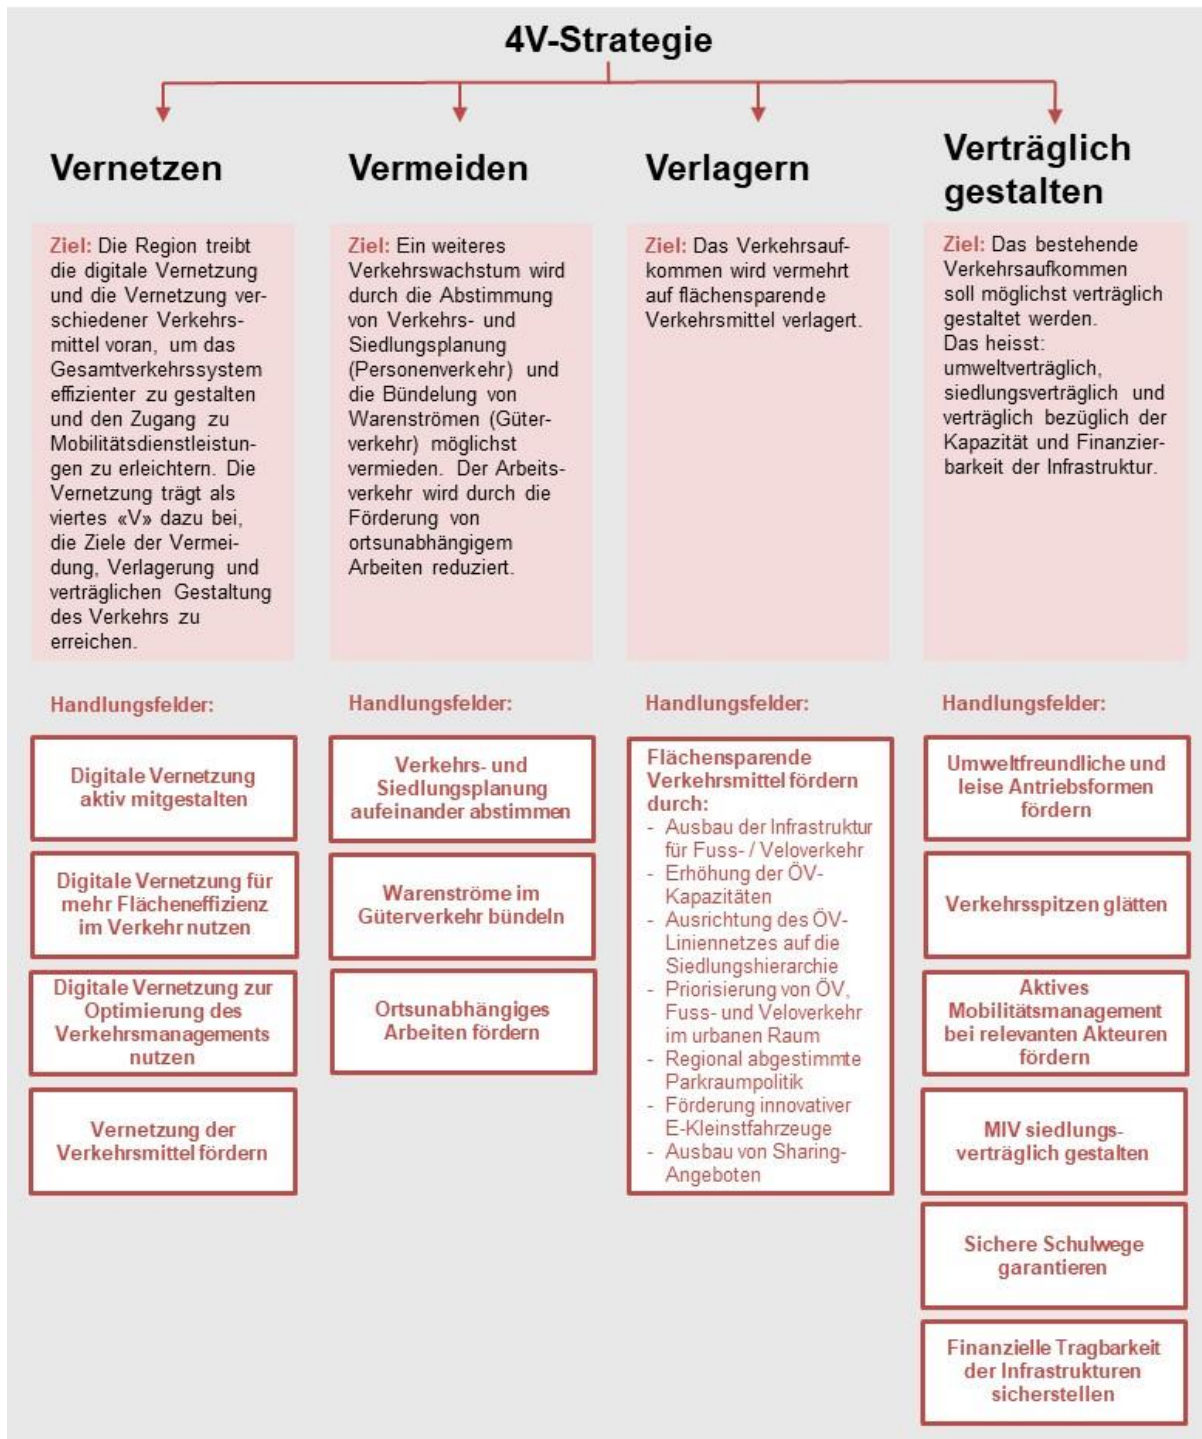 4V-Strategie
Vernetzen
Ziel: Die Region treibt
die digitale Vernetzung
und die Vernetzung ver-
schiedener Verkehrs-
mittel voran, um das
Gesamtverkehrssystem
effizienter zu gestalten
und den Zugang zu
Mobilitätsdienstleistun-
gen zu erleichtern. Die
Vernetzung trägt als
viertes «V» dazu bei,
die Ziele der Vermei-
dung, Verlagerung und
verträglichen Gestaltung
des Verkehrs zu
erreichen.
Handlungsfelder:
Digitale Vernetzung
aktiv mitgestalten
Digitale Vernetzung für
mehr Flächeneffizienz
im Verkehr nutzen
Digitale Vernetzung zur
Optimierung des
Verkehrsmanagements
nutzen
Vernetzung der
Verkehrsmittel fördern
Vermeiden
Ziel: Ein weiteres
Verkehrswachstum wird
durch die Abstimmung
von Verkehrs- und
Siedlungsplanung
(Personenverkehr) und
die Bündelung von
Warenströmen (Güter-
verkehr) möglichst
vermieden. Der Arbeits-
verkehr wird durch die
Förderung von
ortsunabhängigem
Arbeiten reduziert.
Handlungsfelder:
Verkehrs- und
Siedlungsplanung
aufeinander abstimmen
Warenströme im
Güterverkehr bündeln
Ortsunabhängiges
Arbeiten fördern
Verlagern
Ziel: Das Verkehrsauf-
kommen wird vermehrt
auf flächensparende
Verkehrsmittel verlagert.
Handlungsfelder:
Flächensparende
Verkehrsmittel fördern
durch:
- Ausbau der Infrastruktur
für Fuss- / Veloverkehr
- Erhöhung der ÖV-
Kapazitäten
- Ausrichtung des ÖV-
Liniennetzes auf die
Siedlungshierarchie
- Priorisierung von ÖV,
Fuss- und Veloverkehr
im urbanen Raum
- Regional abgestimmte
Parkraumpolitik
- Förderung innovativer
E-Kleinstfahrzeuge
- Ausbau von Sharing-
Angeboten
Verträglich
gestalten
Ziel: Das bestehende
Verkehrsaufkommen
soll möglichst verträglich
gestaltet werden.
Das heisst:
umweltverträglich,
siedlungsverträglich und
verträglich bezüglich der
Kapazität und Finanzier-
barkeit der Infrastruktur.
Handlungsfelder:
Umweltfreundliche und
leise Antriebsformen
fördern
Verkehrsspitzen glätten
Aktives
Mobilitätsmanagement
bei relevanten Akteuren
fördern
MIV siedlungs-
verträglich gestalten
Sichere Schulwege
garantieren
Finanzielle Tragbarkeit
der Infrastrukturen
sicherstellen